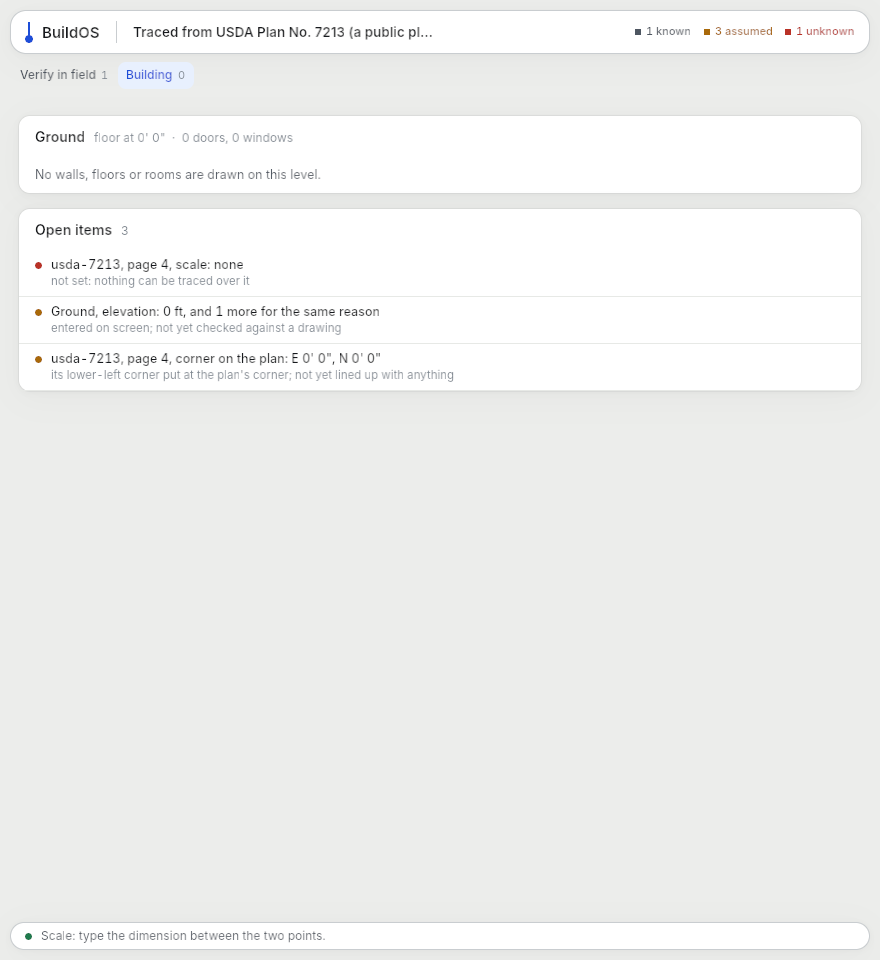 BuildOS
Traced from USDA Plan No. 7213 (a public pl...
1 known
3 assumed
1 unknown
Verify in field 1
Building 0
Ground floor at 0' 0" · 0 doors, 0 windows
No walls, floors or rooms are drawn on this level.
Open items 3
usda-7213, page 4, scale: none
not set: nothing can be traced over it
Ground, elevation: 0 ft, and 1 more for the same reason
entered on screen; not yet checked against a drawing
usda-7213, page 4, corner on the plan: E 0' 0", N 0' 0"
its lower-left corner put at the plan's corner; not yet lined up with anything
Scale: type the dimension between the two points.